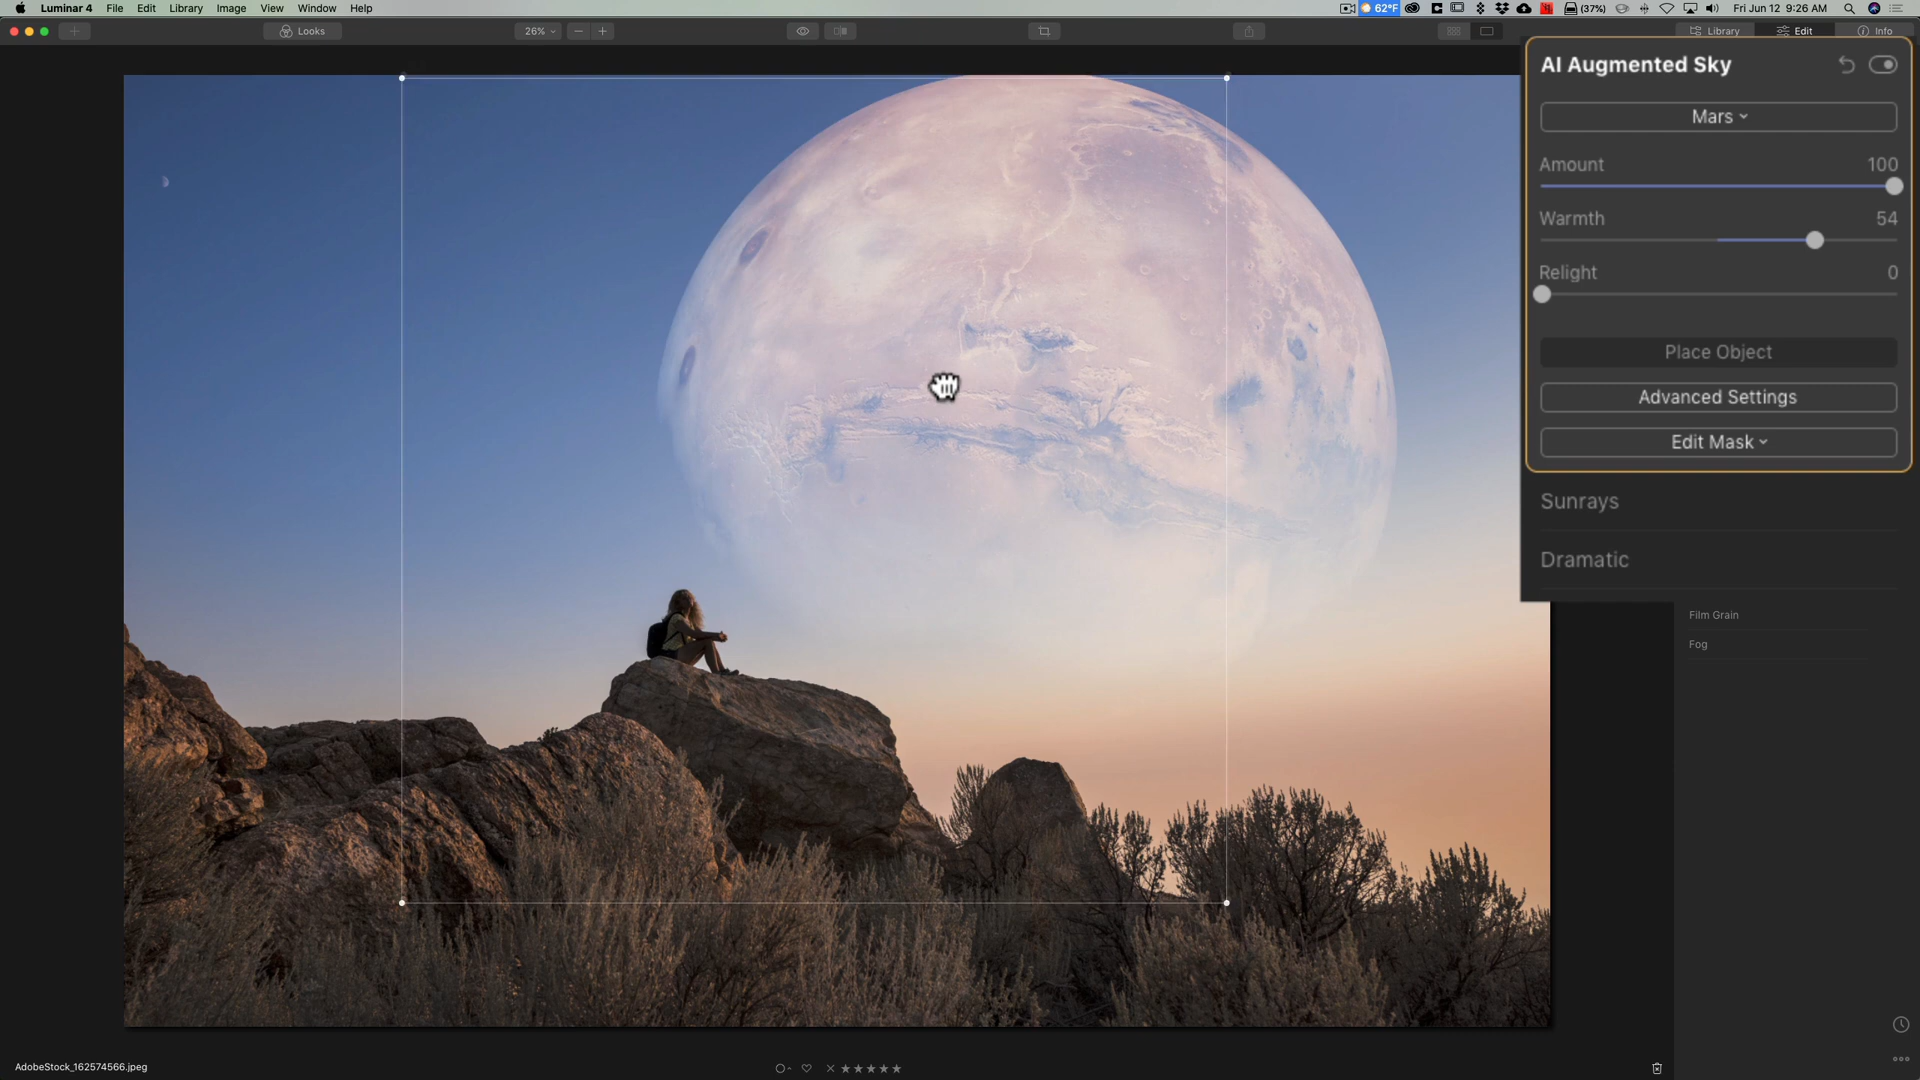 Luminar 4 File Edit Library Image View Window Help
62°F (37%) Fri Jun 12 9:26 AM
Looks 26% Library Edit Info
AI Augmented Sky
Mars
Amount 100
Warmth 54
Relight 0
Place Object
Advanced Settings
Edit Mask
Sunrays
Dramatic
Film Grain
Fog
AdobeStock_162574566.jpeg